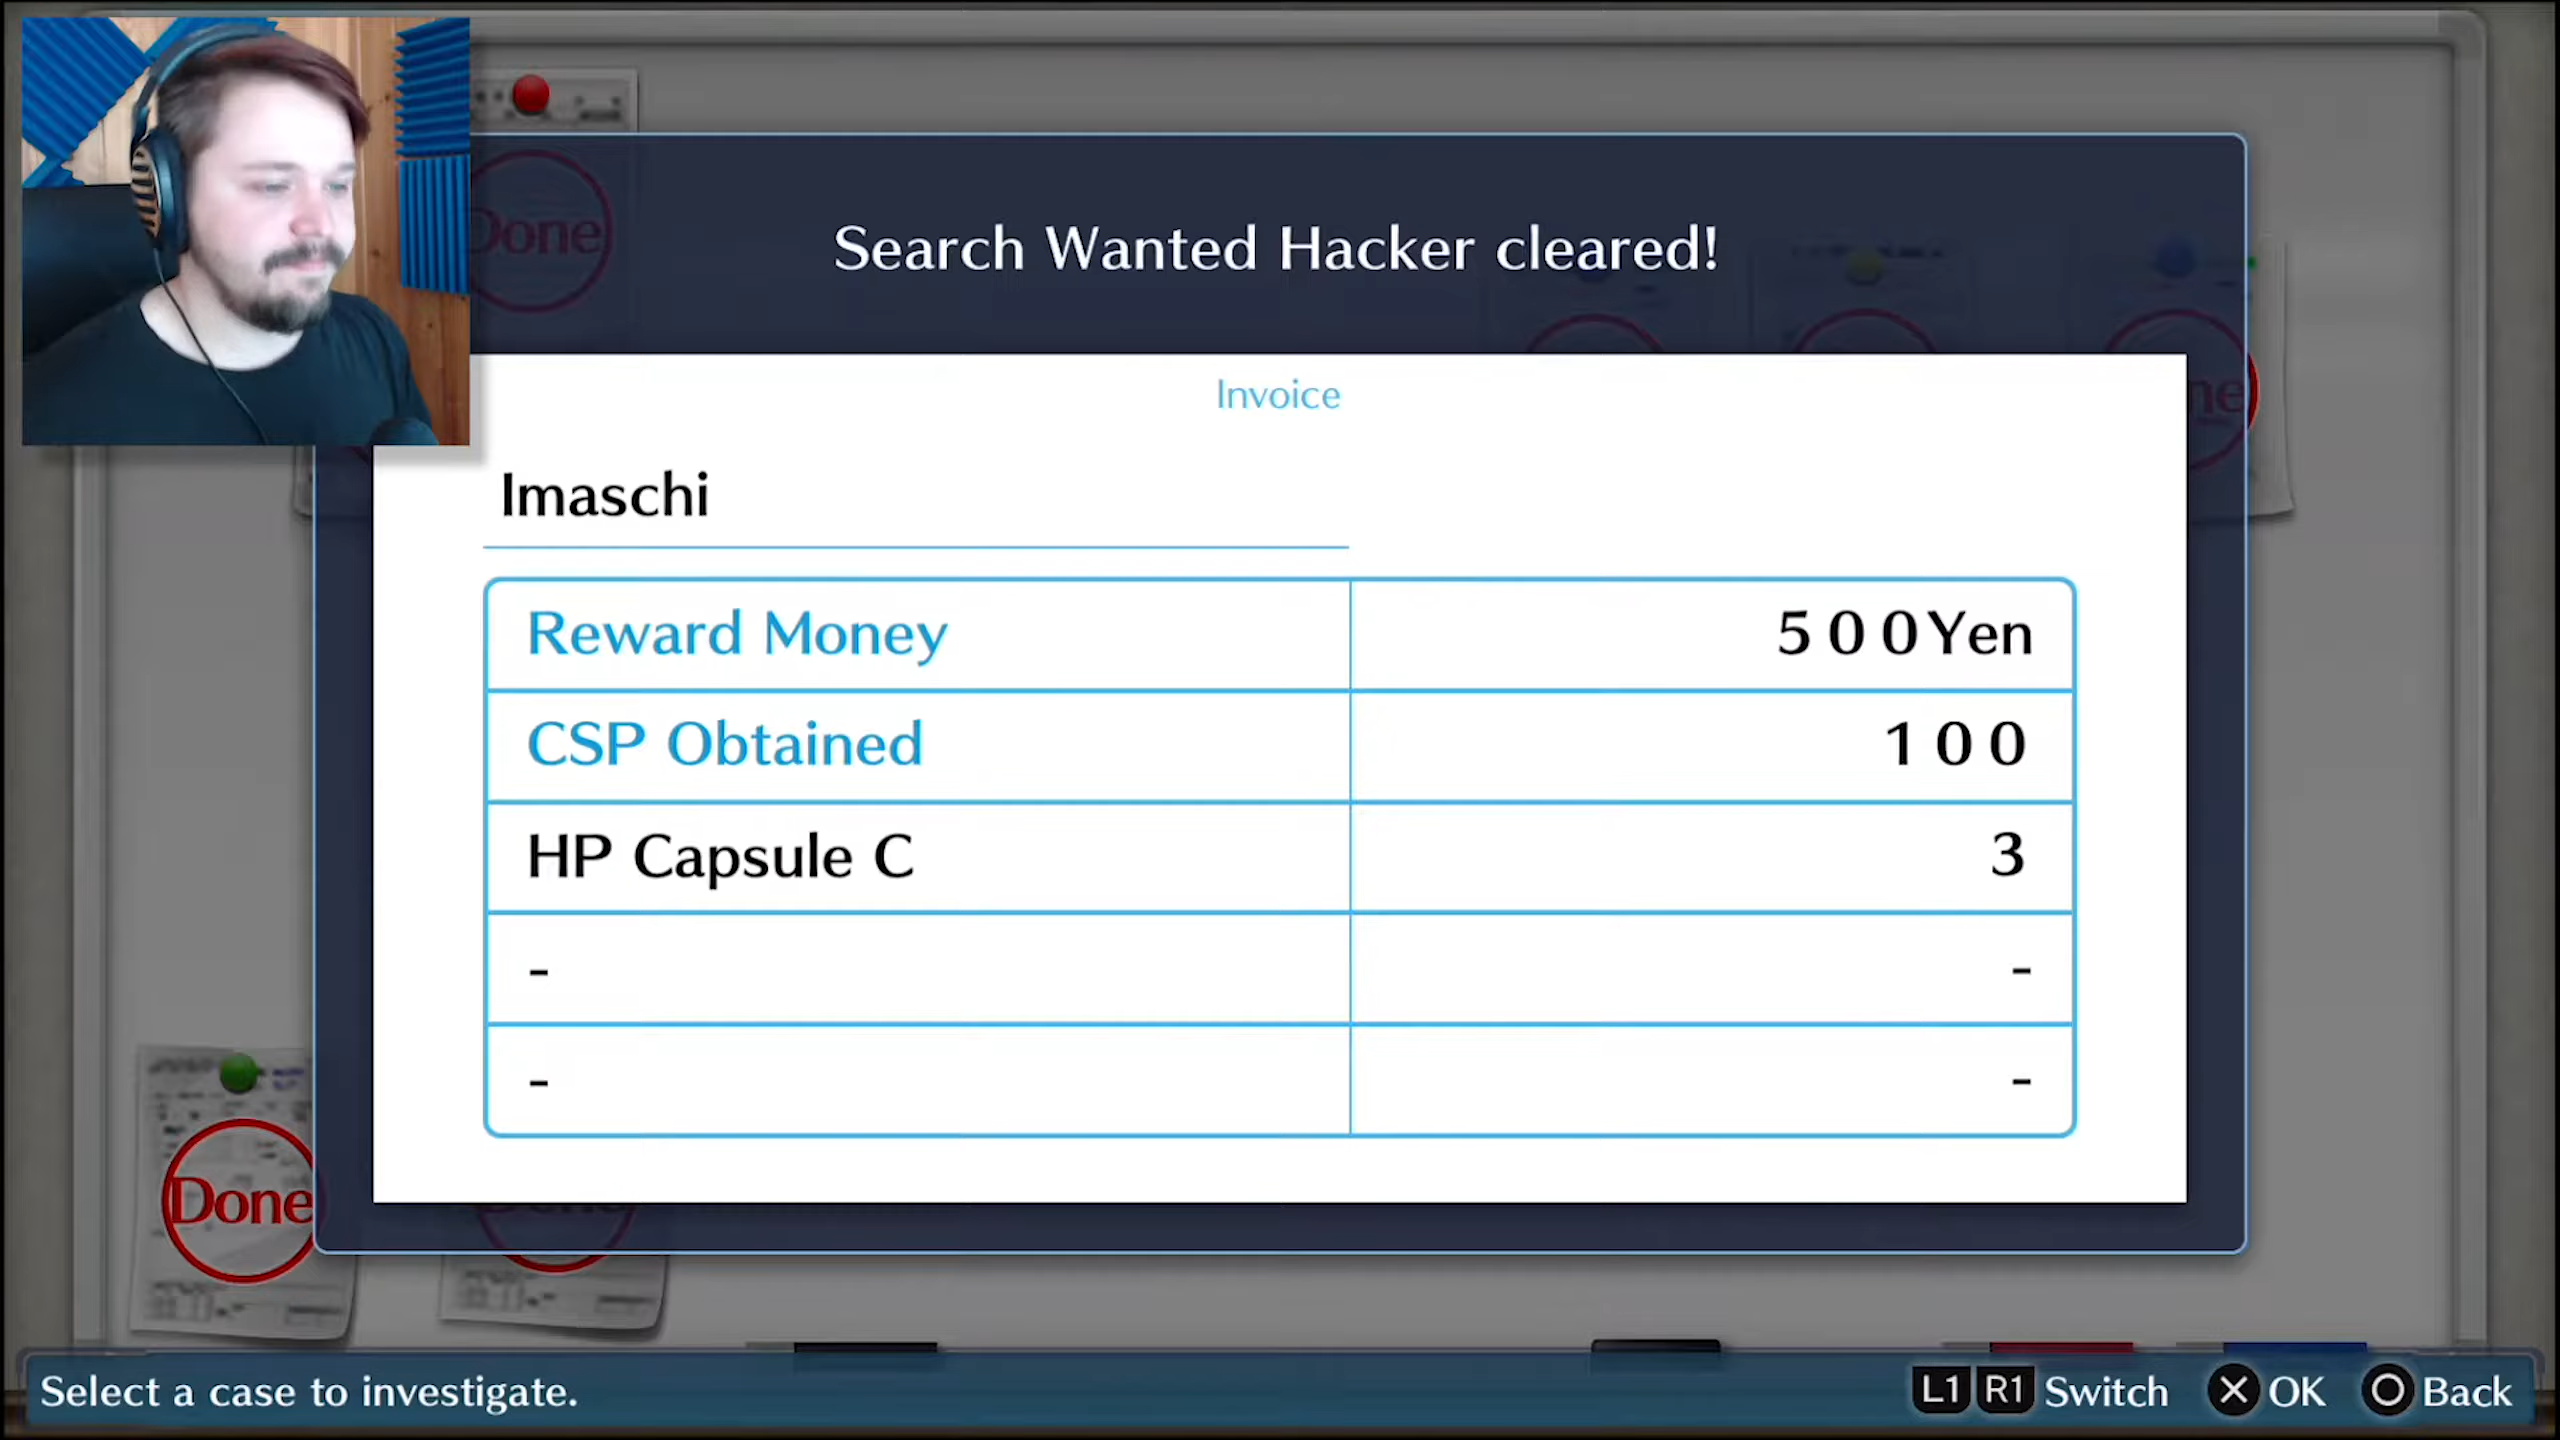 Done
Search Wanted Hacker cleared!
Invoice
Imaschi
Reward Money 500Yen
CSP Obtained 100
HP Capsule C 3
- -
- -
Done
Select a case to investigate.
L1 R1 Switch OK Back